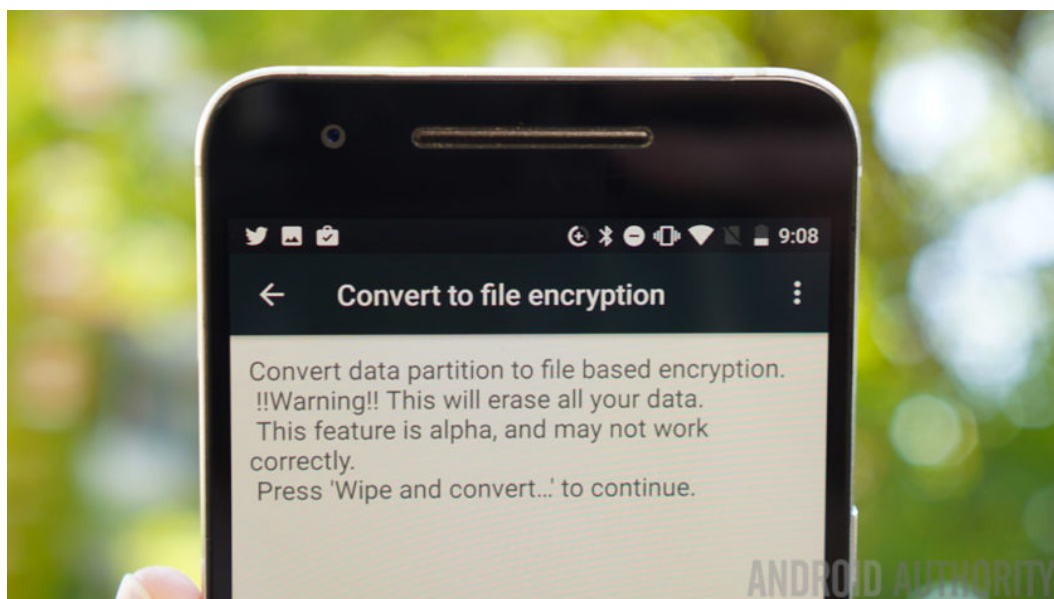 9:08
Convert to file encryption
Convert data partition to file based encryption.
!!Warning!! This will erase all your data.
This feature is alpha, and may not work
correctly.
Press 'Wipe and convert...' to continue.
ANDROID AUTHORITY